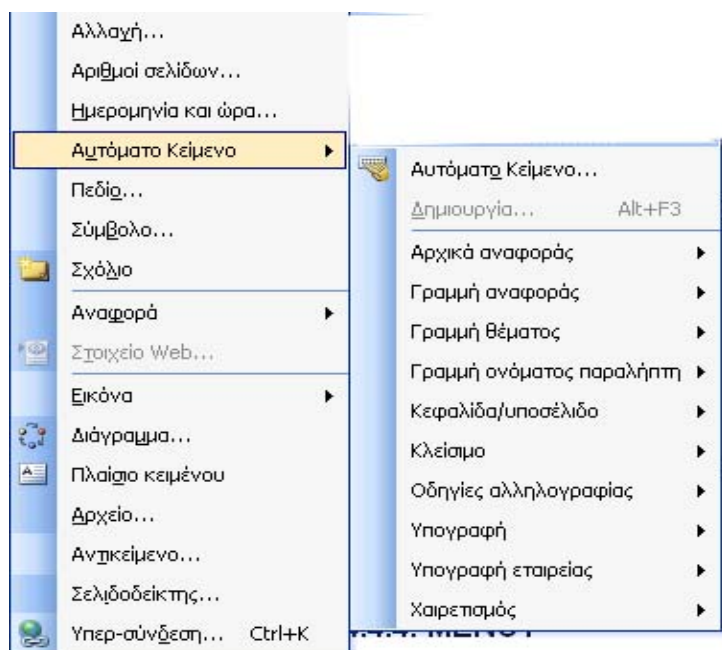 Αλλαγή...
Αριθμοί σελίδων...
Ημερομηνία και ώρα...
Αυτόματο Κείμενο
Πεδίο...
Σύμβολο...
Σχόλιο
Αναφορά
Στοιχείο Web...
Εικόνα
Διάγραμμα...
Πλαίσιο κειμένου
Αρχείο...
Αντικείμενο...
Σελιδοδείκτης...
Υπερ-σύνδεση... Ctrl+K
Αυτόματο Κείμενο...
Δημιουργία... Alt+F3
Αρχικά αναφοράς
Γραμμή αναφοράς
Γραμμή θέματος
Γραμμή ονόματος παραλήπτη
Κεφαλίδα/υποσέλιδο
Κλείσιμο
Οδηγίες αλληλογραφίας
Υπογραφή
Υπογραφή εταιρείας
Χαιρετισμός